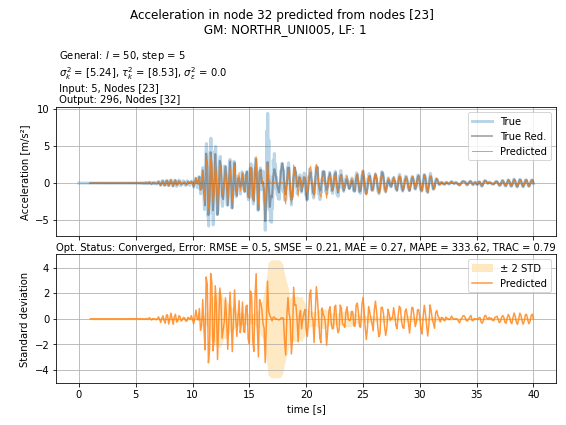 Acceleration in node 32 predicted from nodes [23]
GM: NORTHR_UNI005, LF: 1
General: l = 50, step = 5
σ²ₖ = [5.24], τ²ₖ = [8.53], σ²ε = 0.0
Input: 5, Nodes [23]
Output: 296, Nodes [32]
10
5
0
−5
Acceleration [m/s²]
True
True Red.
Predicted
Opt. Status: Converged, Error: RMSE = 0.5, SMSE = 0.21, MAE = 0.27, MAPE = 333.62, TRAC = 0.79
4
2
0
−2
−4
Standard deviation
± 2 STD
Predicted
0 5 10 15 20 25 30 35 40
time [s]